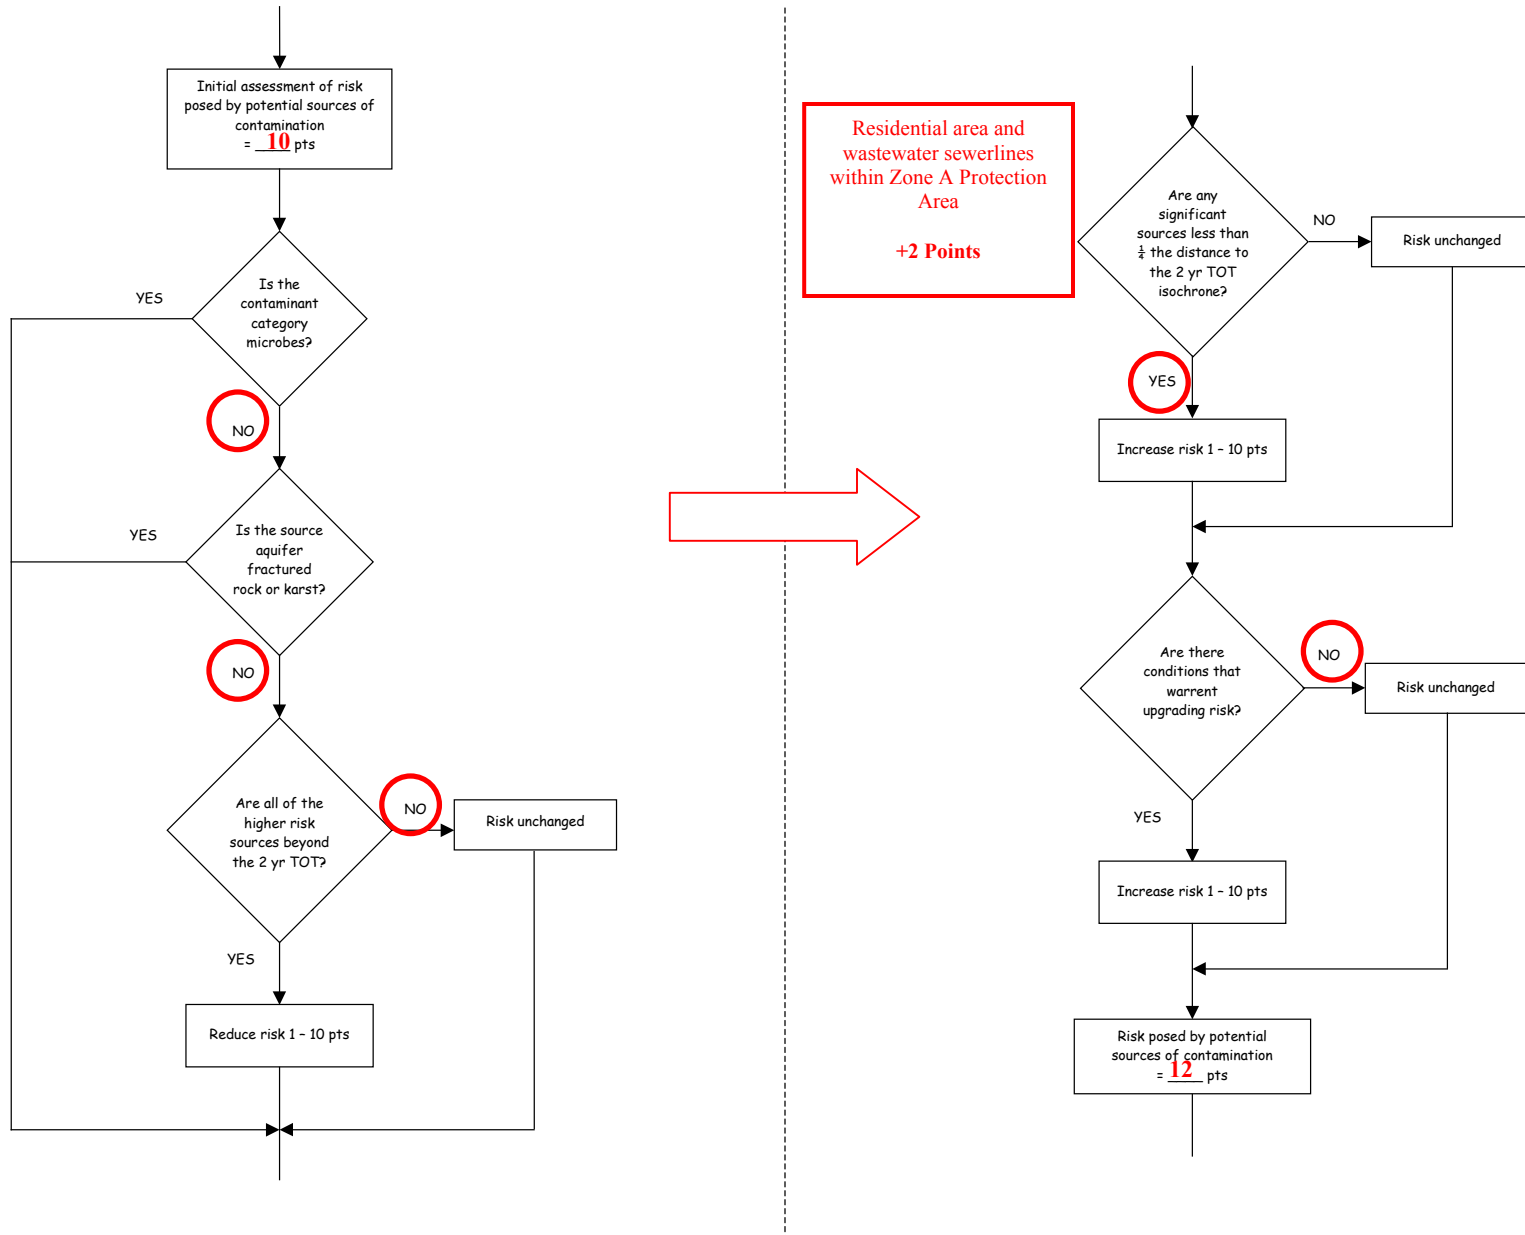 Initial assessment of risk
posed by potential sources of
contamination
= 10 pts
Is the
contaminant
category
microbes?
YES
NO
Is the source
aquifer
fractured
rock or karst?
YES
NO
Are all of the
higher risk
sources beyond
the 2 yr TOT?
NO
Risk unchanged
YES
Reduce risk 1 – 10 pts
Residential area and
wastewater sewerlines
within Zone A Protection
Area
+2 Points
Are any
significant
sources less than
¼ the distance to
the 2 yr TOT
isochrone?
NO
Risk unchanged
YES
Increase risk 1 – 10 pts
Are there
conditions that
warrent
upgrading risk?
NO
Risk unchanged
YES
Increase risk 1 – 10 pts
Risk posed by potential
sources of contamination
= 12 pts